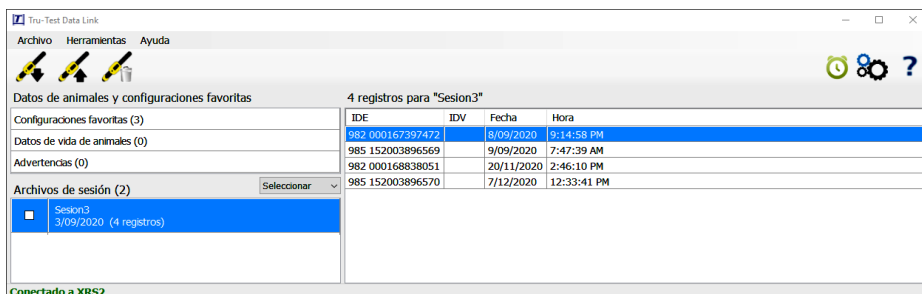 Tru-Test Data Link
Archivo Herramientas Ayuda
Datos de animales y configuraciones favoritas
Configuraciones favoritas (3)
Datos de vida de animales (0)
Advertencias (0)
Archivos de sesión (2) Seleccionar
Sesion3
3/09/2020 (4 registros)
4 registros para "Sesion3"
IDE IDV Fecha Hora
982 000167397472 8/09/2020 9:14:58 PM
985 152003896569 9/09/2020 7:47:39 AM
982 000168838051 20/11/2020 2:46:10 PM
985 152003896570 7/12/2020 12:33:41 PM
Conectado a XRS2